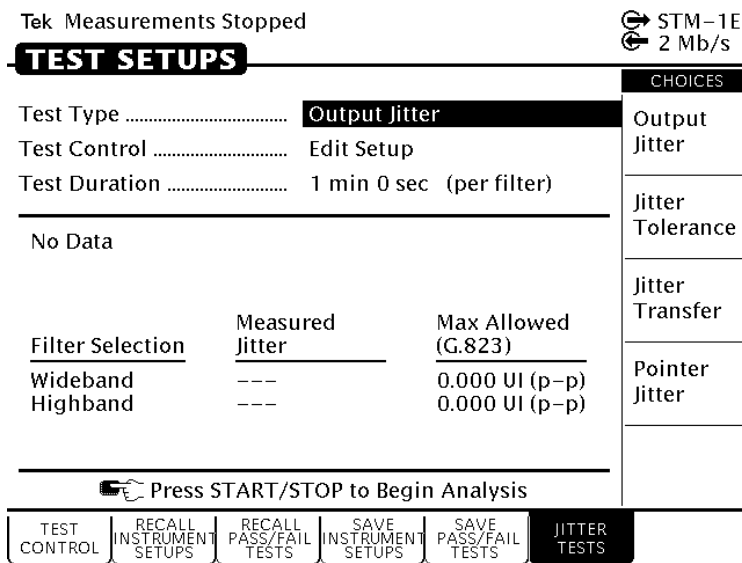 Tek Measurements Stopped
STM-1E
2 Mb/s
TEST SETUPS
CHOICES
Test Type .............................. Output Jitter
Test Control ......................... Edit Setup
Test Duration ...................... 1 min 0 sec (per filter)
Output
Jitter
Jitter
Tolerance
Jitter
Transfer
Pointer
Jitter
No Data
Measured Max Allowed
Filter Selection Jitter (G.823)
Wideband --- 0.000 UI (p-p)
Highband --- 0.000 UI (p-p)
Press START/STOP to Begin Analysis
TEST
CONTROL
RECALL
INSTRUMENT
SETUPS
RECALL
PASS/FAIL
TESTS
SAVE
INSTRUMENT
SETUPS
SAVE
PASS/FAIL
TESTS
JITTER
TESTS